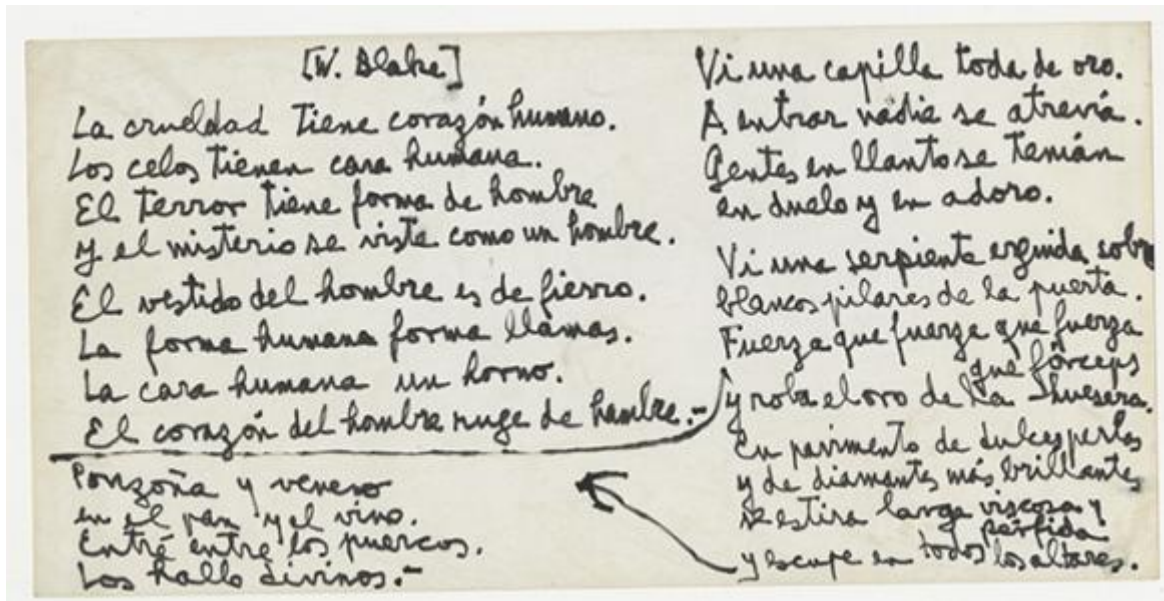 [W. Blake]
La crueldad tiene corazón humano.
Los celos tienen cara humana.
El terror tiene forma de hombre
y el misterio se viste como un hombre.
El vestido del hombre es de fierro.
La forma humana forma llamas.
La cara humana un horno.
El corazón del hombre ruge de hambre.-
Vi una capilla toda de oro.
A entrar nadie se atrevía.
Gentes en llanto se tenían
en duelo y en adoro.
Vi una serpiente erguida sobre
blancos pilares de la puerta.
Fuerza que fuerza que fuerza
que fórceps
y roba el oro de la huesera.
En pavimento de dulces perlas
y de diamantes más brillantes
se estira larga viscosa y
pérfida
y escupe en todos los altares.
Ponzoña y veneno
en el pan y el vino.
Entré entre los puercos.
Los hallo divinos.-